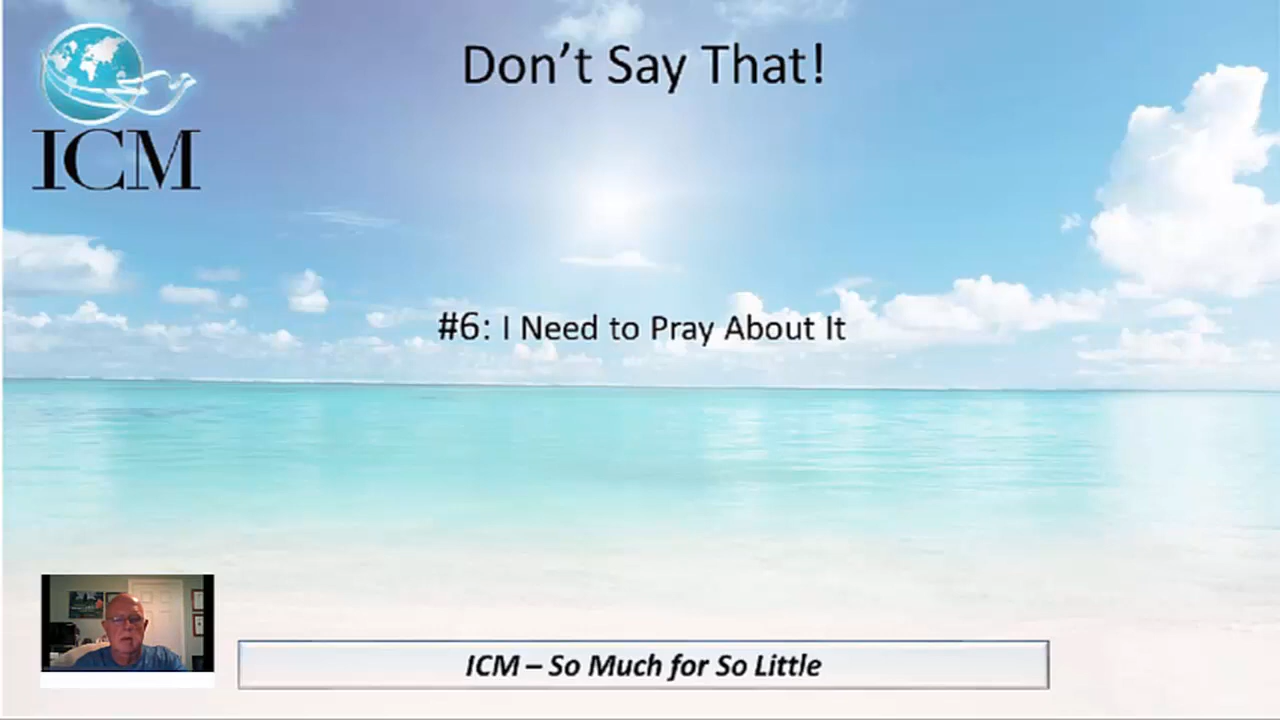 Don't Say That!
ICM
#6: I Need to Pray About It
ICM – So Much for So Little